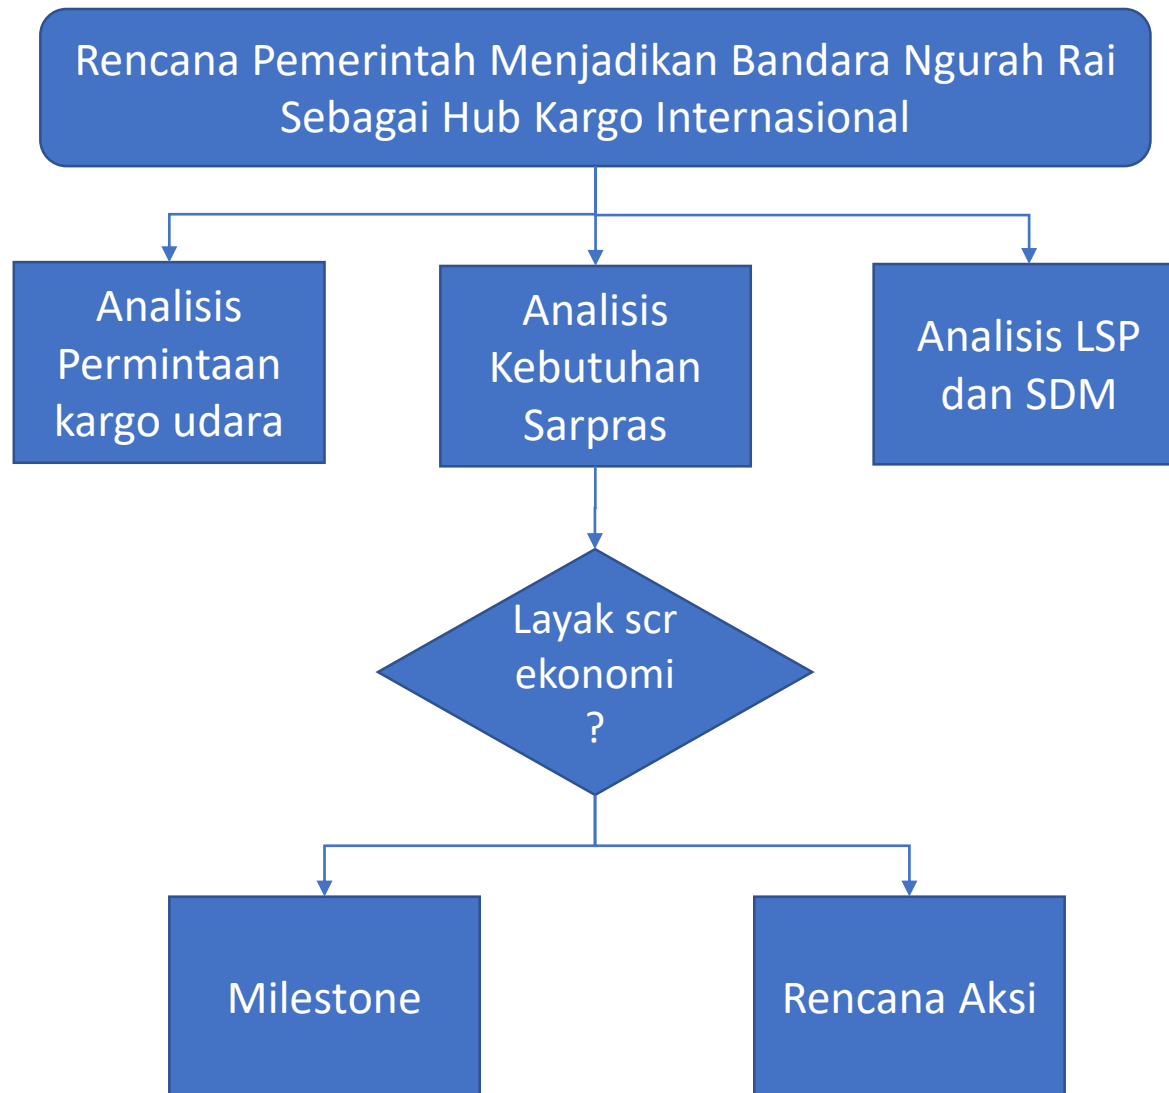 Rencana Pemerintah Menjadikan Bandara Ngurah Rai
Sebagai Hub Kargo Internasional
Analisis
Permintaan
kargo udara
Analisis
Kebutuhan
Sarpras
Analisis LSP
dan SDM
Layak scr
ekonomi
?
Milestone
Rencana Aksi